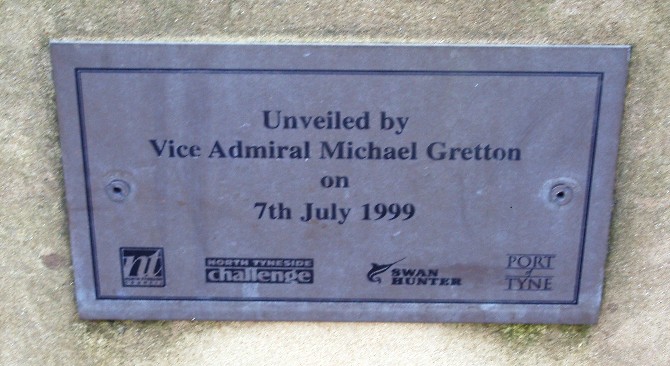 Unveiled by
Vice Admiral Michael Gretton
on
7th July 1999
nt
COUNCIL
NORTH TYNESIDE
challenge
SWAN
HUNTER
PORT
of
TYNE